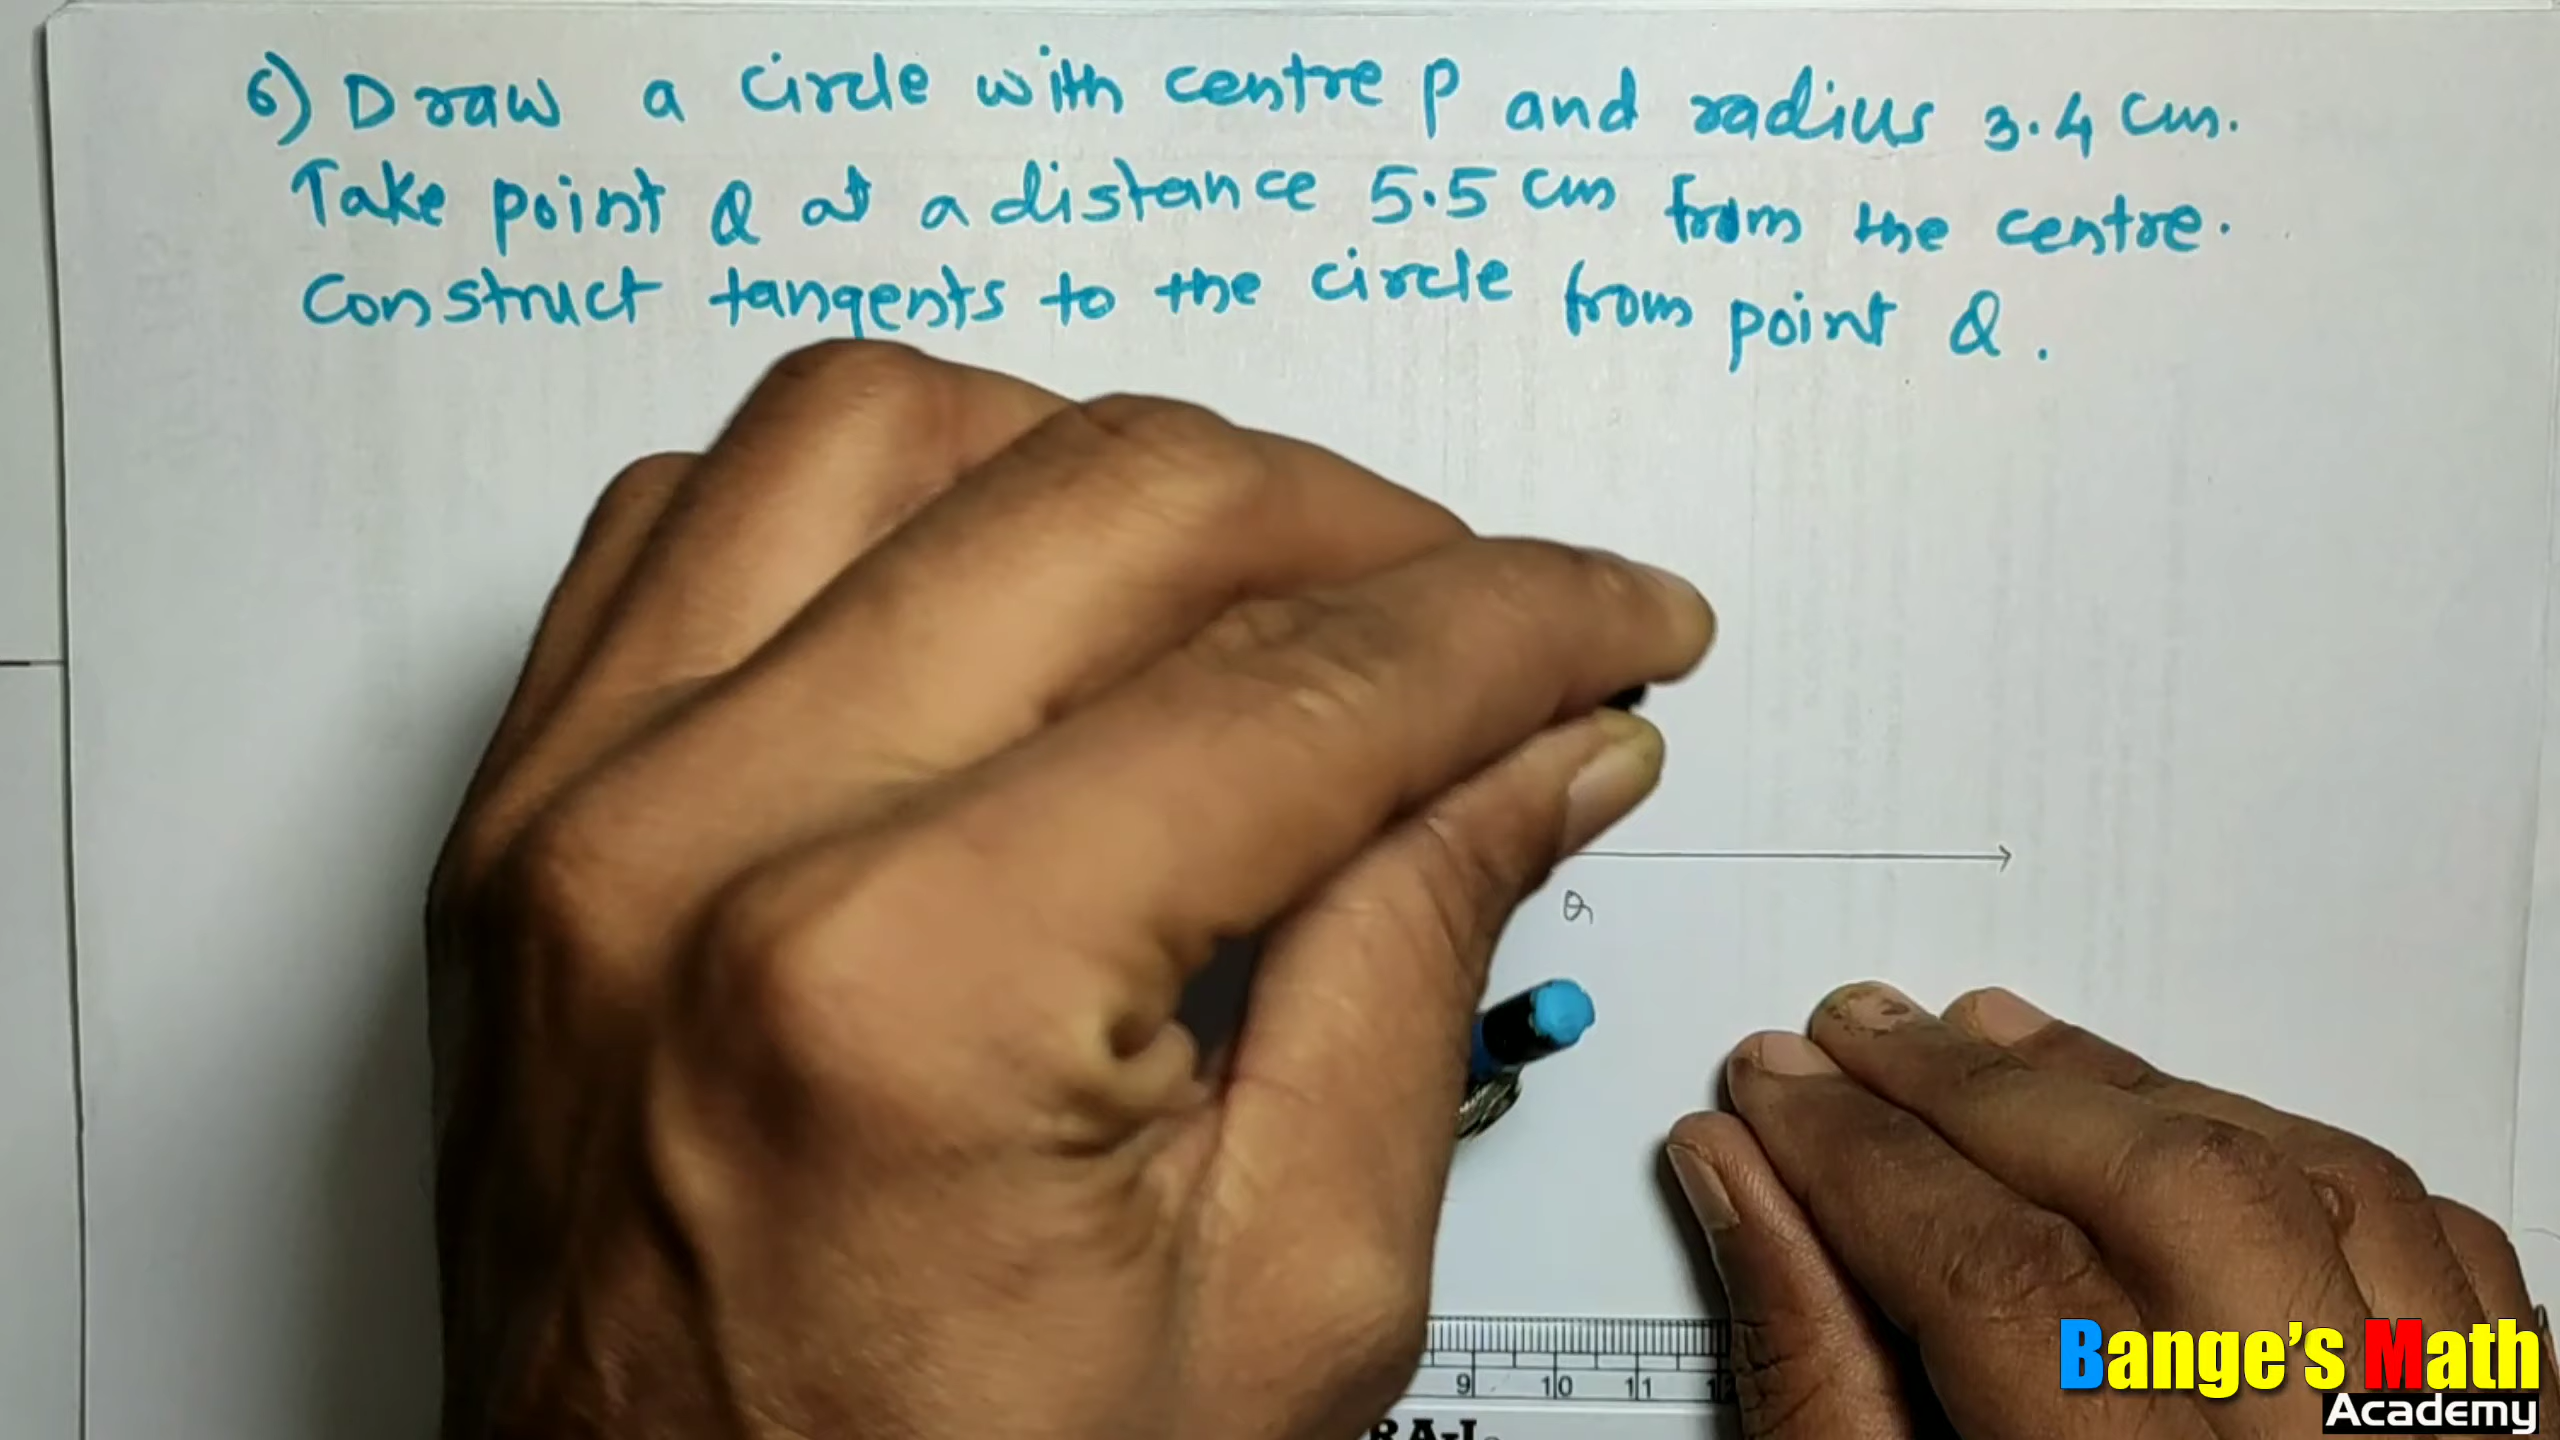 6) Draw a circle with centre P and radius 3.4 cm.
Take point Q at a distance 5.5 cm from the centre.
Construct tangents to the circle from point Q.
Q
9 10 11
Bange's Math
Academy